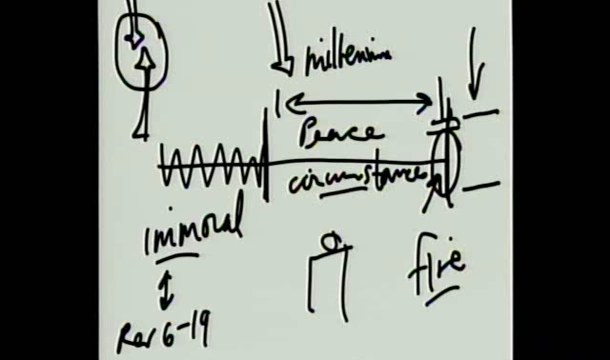 millennium
Peace
circumstances
immoral
fire
Rev 6-19